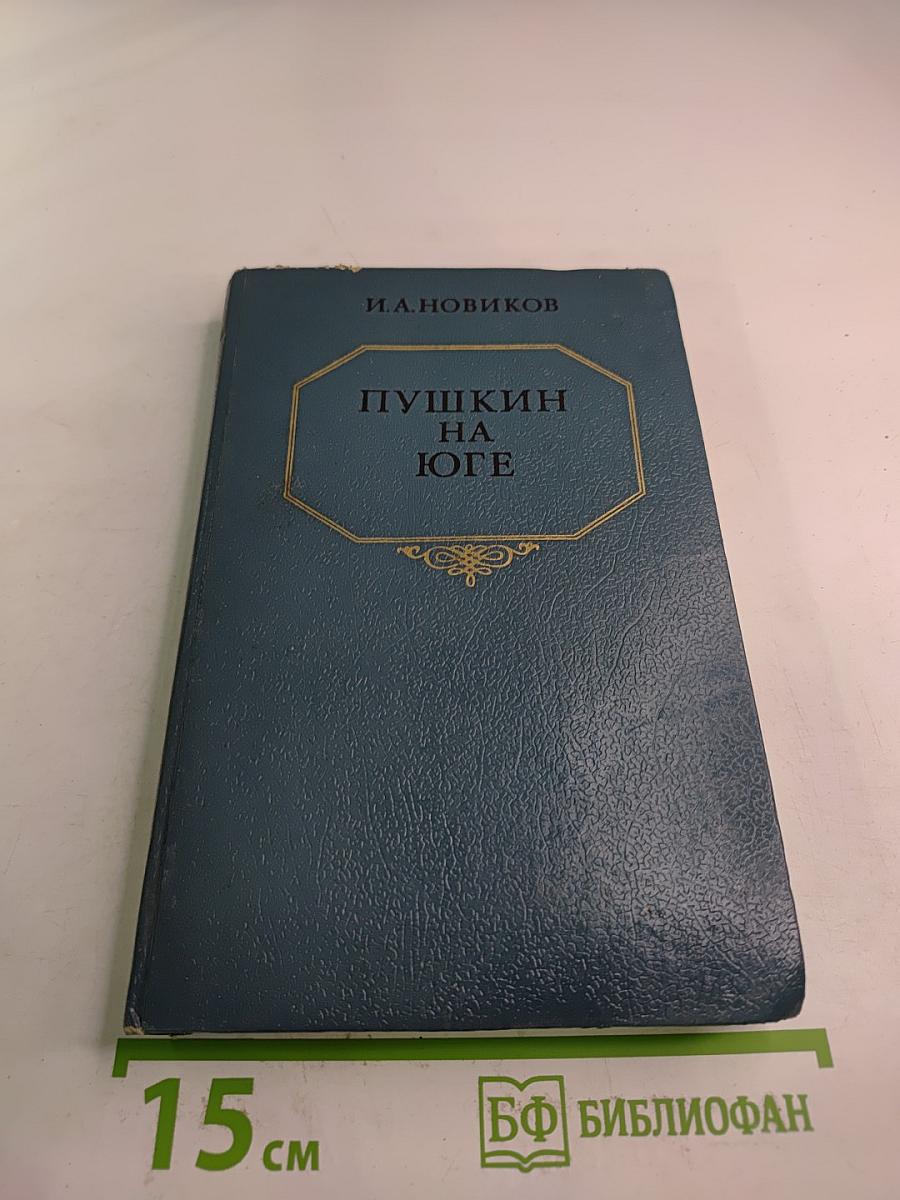 И.А.НОВИКОВ
ПУШКИН
НА
ЮГЕ
15 см
БФ БИБЛИОФАН